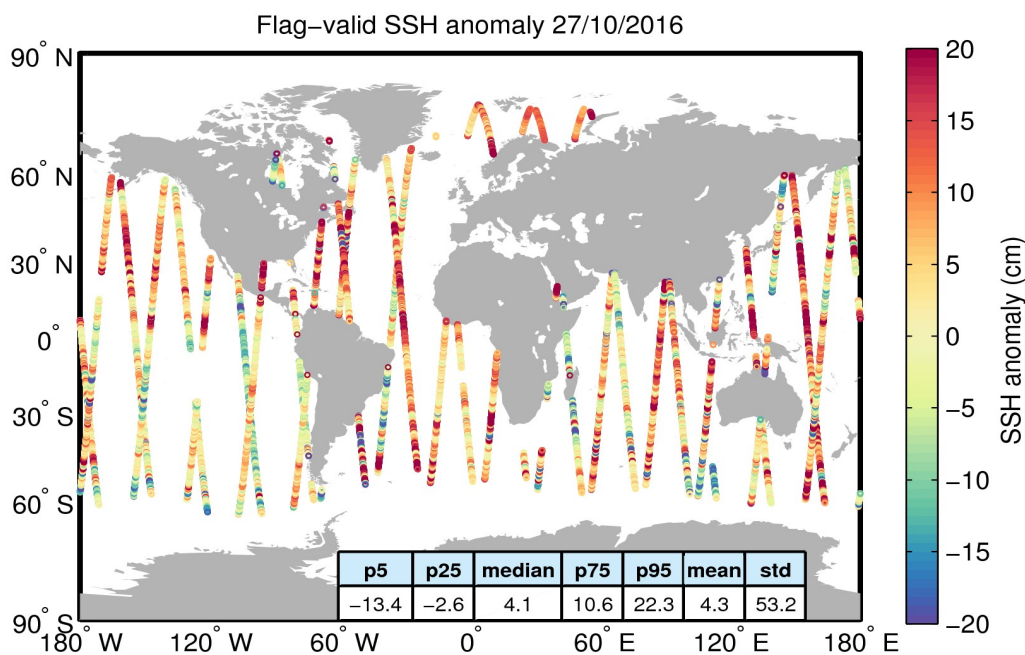 Flag−valid SSH anomaly 27/10/2016
90° N
60° N
30° N
0°
30° S
60° S
90° S
180° W
120° W
60° W
0°
60° E
120° E
180° E
p5 p25 median p75 p95 mean std
−13.4 −2.6 4.1 10.6 22.3 4.3 53.2
20
15
10
5
0
−5
−10
−15
−20
SSH anomaly (cm)